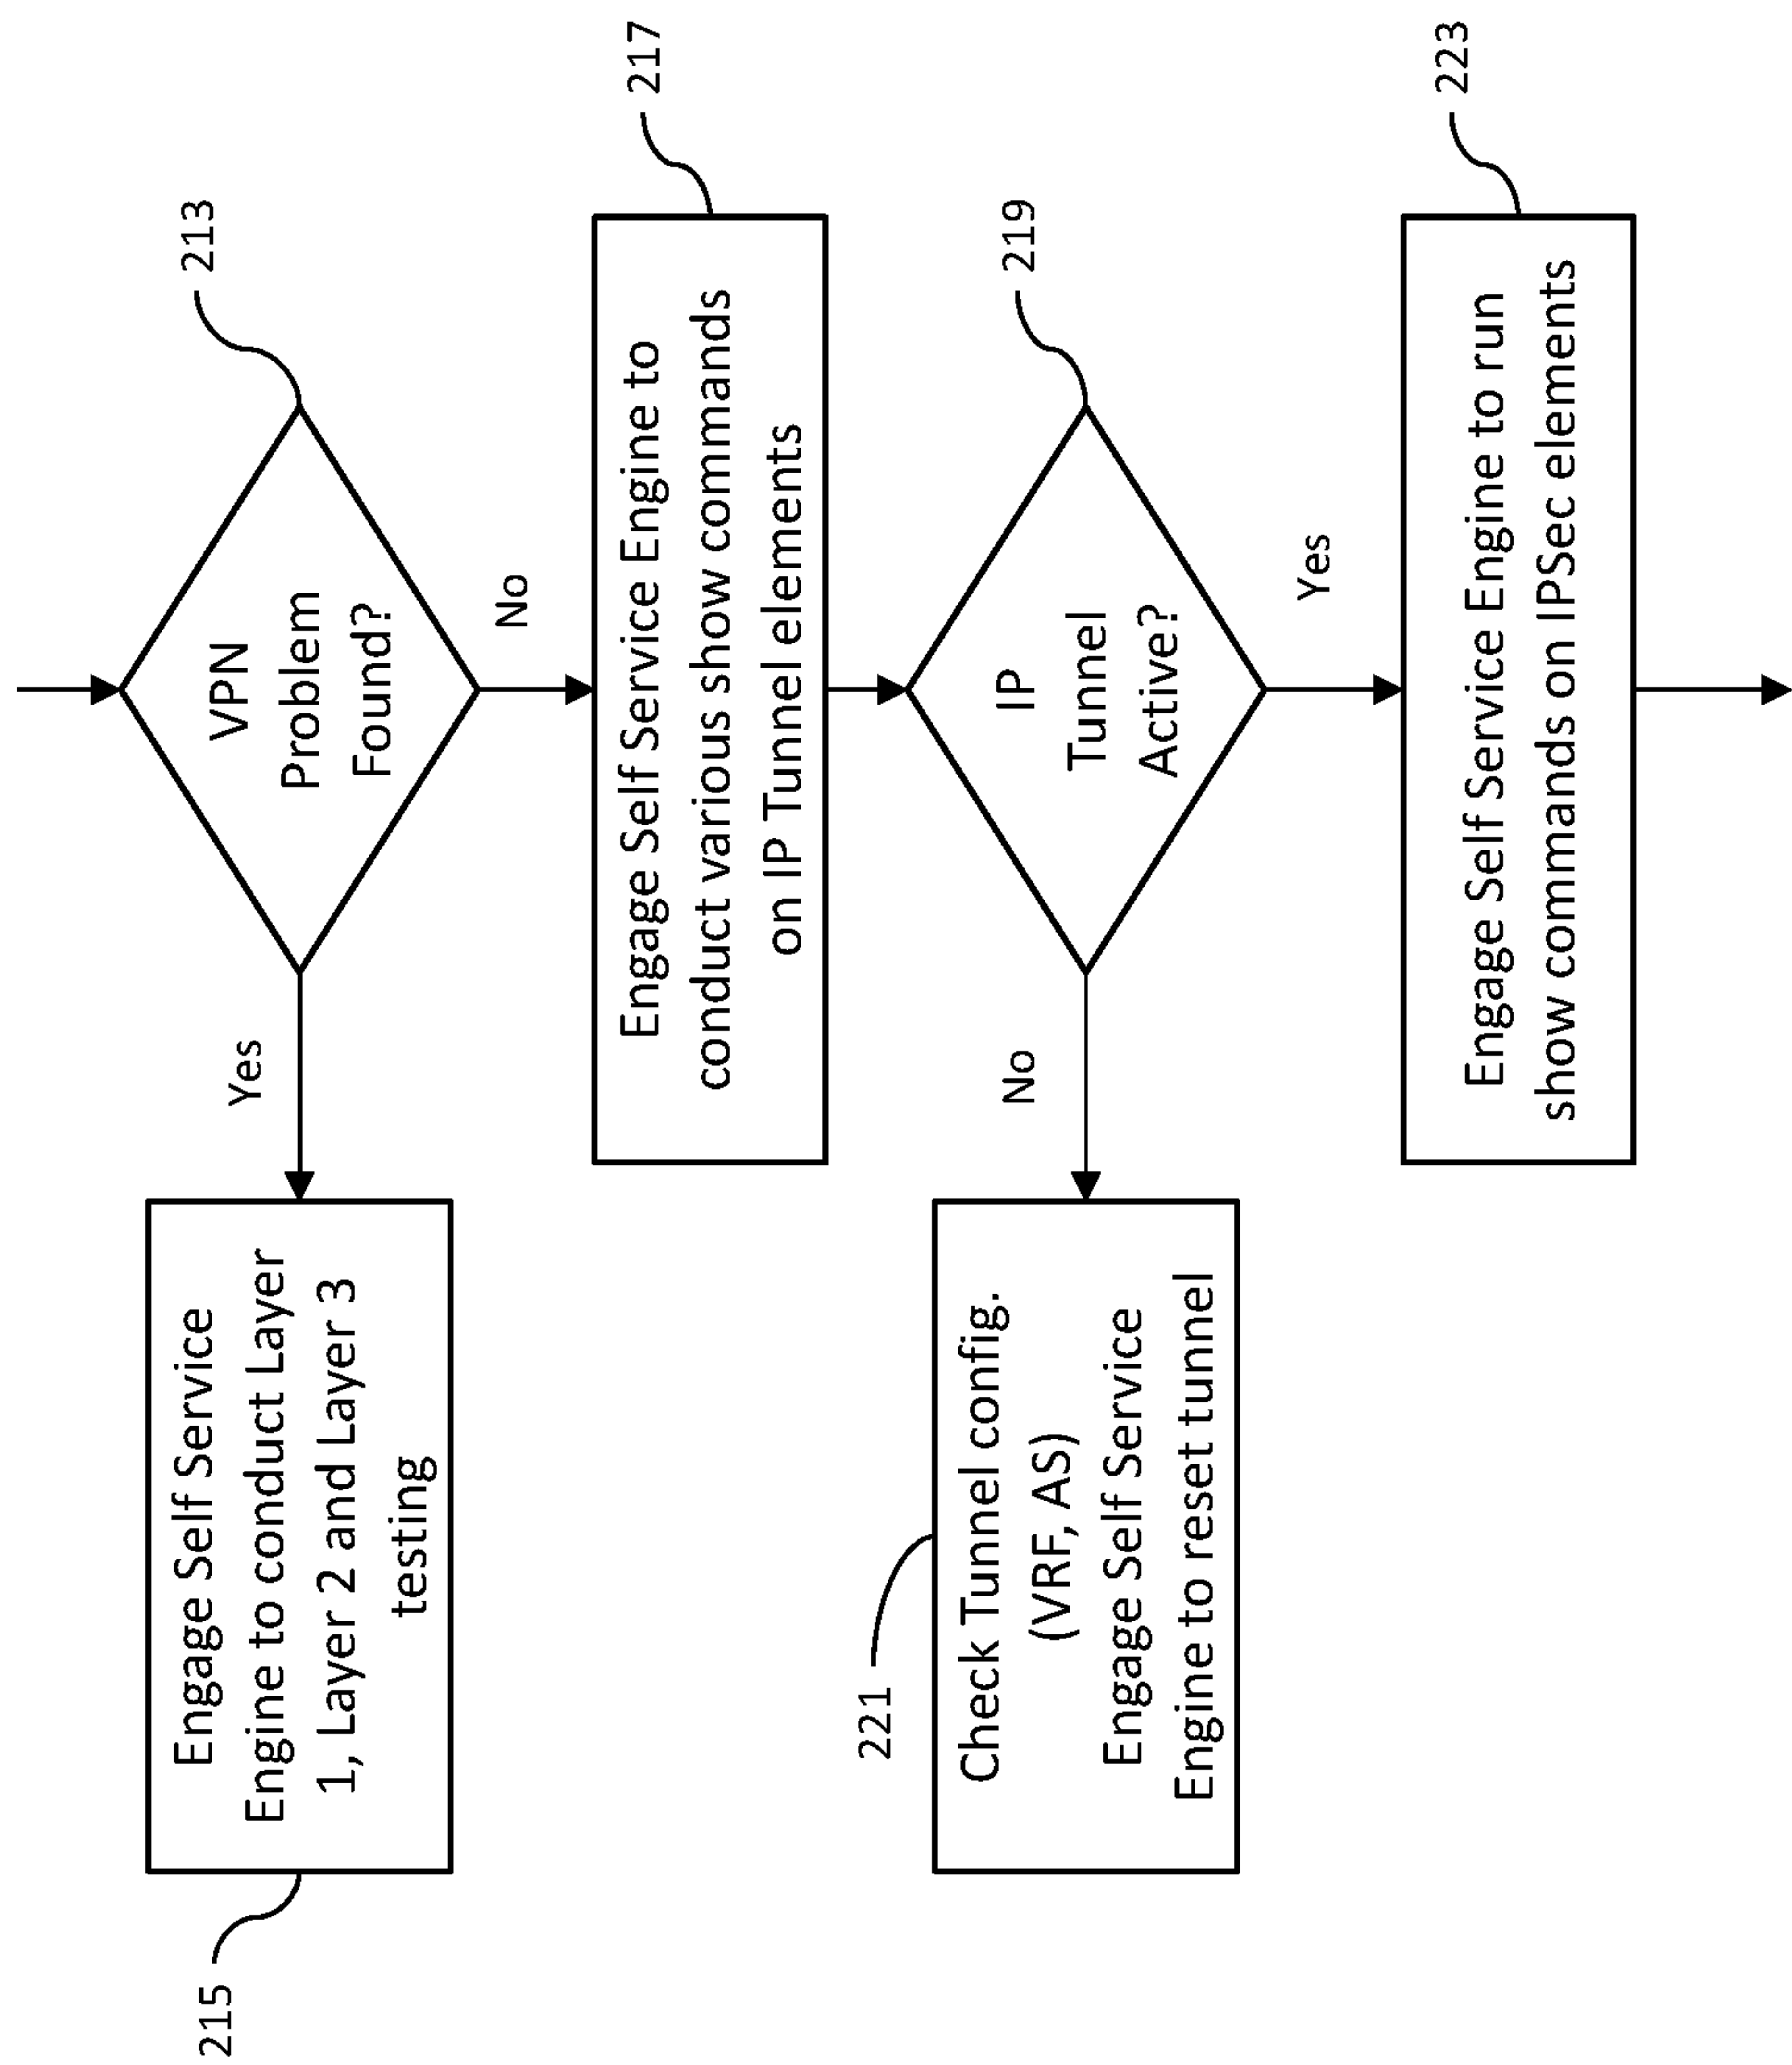 213
VPN
Problem
Found?
Yes
No
215
Engage Self Service
Engine to conduct Layer
1, Layer 2 and Layer 3
testing
217
Engage Self Service Engine to
conduct various show commands
on IP Tunnel elements
219
IP
Tunnel
Active?
No
Yes
221
Check Tunnel config.
(VRF, AS)
Engage Self Service
Engine to reset tunnel
223
Engage Self Service Engine to run
show commands on IPSec elements